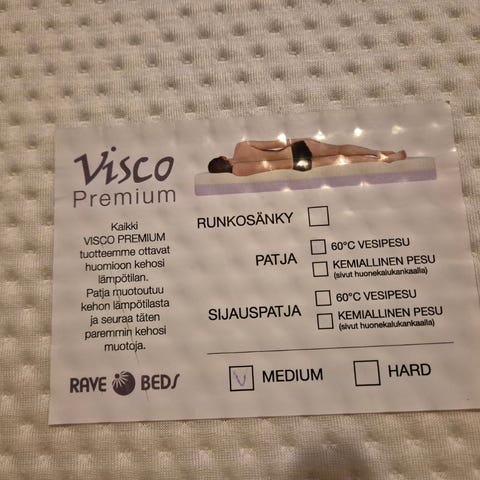 Visco
Premium
Kaikki
VISCO PREMIUM
tuotteemme ottavat
huomioon kehosi
lämpötilan.
Patja muotoutuu
kehon lämpötilasta
ja seuraa täten
paremmin kehosi
muotoja.
RAVE BEDS
RUNKOSÄNKY
PATJA
60°C VESIPESU
KEMIALLINEN PESU
(sivut huonekalukankaalla)
SIJAUSPATJA
60°C VESIPESU
KEMIALLINEN PESU
(sivut huonekalukankaalla)
V MEDIUM
HARD